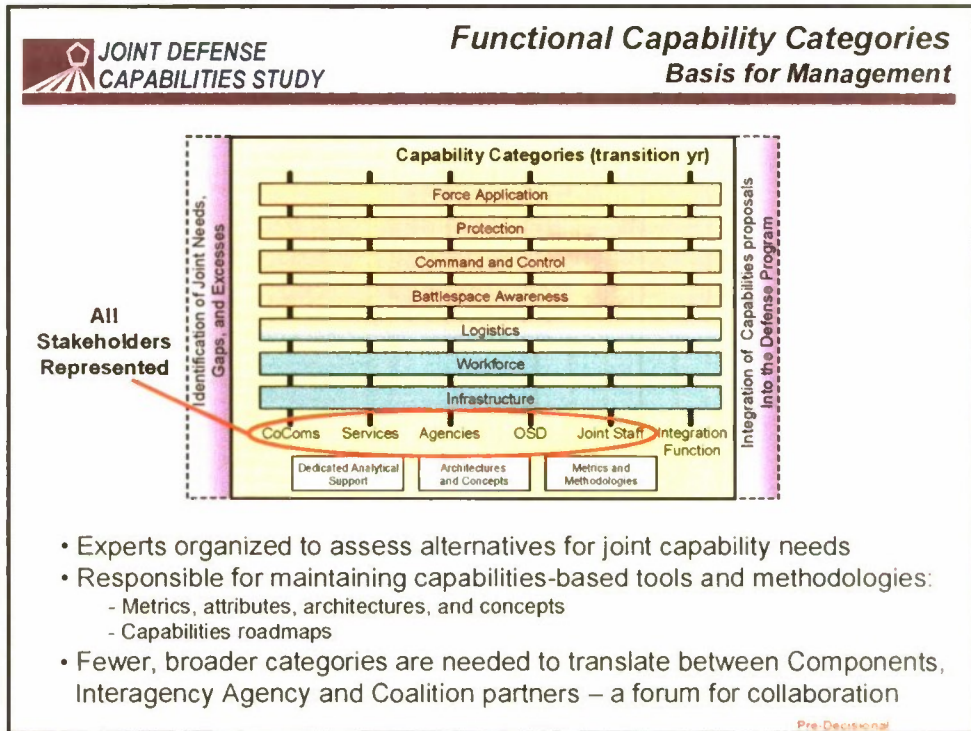 JOINT DEFENSE
CAPABILITIES STUDY
Functional Capability Categories
Basis for Management
Identification of Joint Needs,
Gaps, and Excesses
Capability Categories (transition yr)
Force Application
Protection
Command and Control
Battlespace Awareness
Logistics
Workforce
Infrastructure
CoComs Services Agencies OSD Joint Staff Integration
Function
Dedicated Analytical
Support
Architectures
and Concepts
Metrics and
Methodologies
Integration of Capabilities proposals
Into the Defense Program
All
Stakeholders
Represented
• Experts organized to assess alternatives for joint capability needs
• Responsible for maintaining capabilities-based tools and methodologies:
- Metrics, attributes, architectures, and concepts
- Capabilities roadmaps
• Fewer, broader categories are needed to translate between Components,
Interagency Agency and Coalition partners – a forum for collaboration
Pre-Decisional